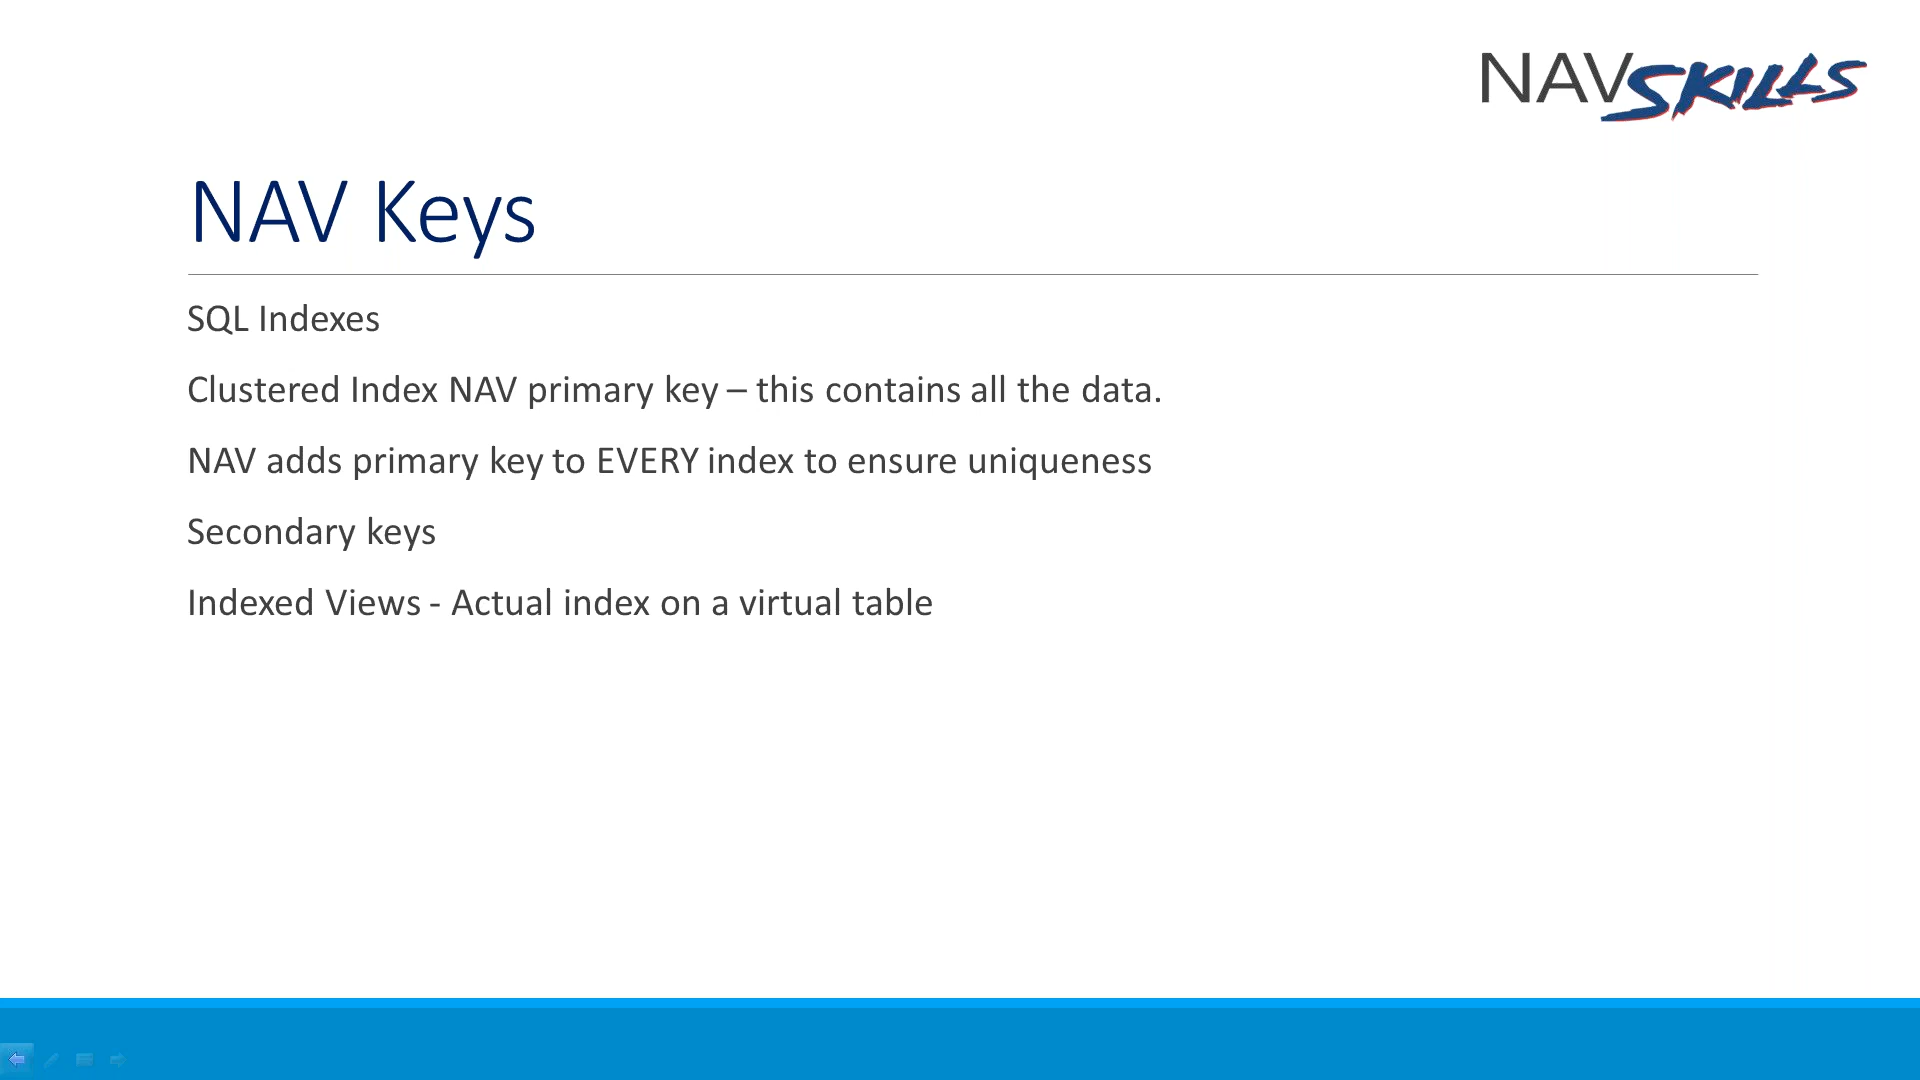 NAVSKILLS
NAV Keys
SQL Indexes
Clustered Index NAV primary key – this contains all the data.
NAV adds primary key to EVERY index to ensure uniqueness
Secondary keys
Indexed Views - Actual index on a virtual table